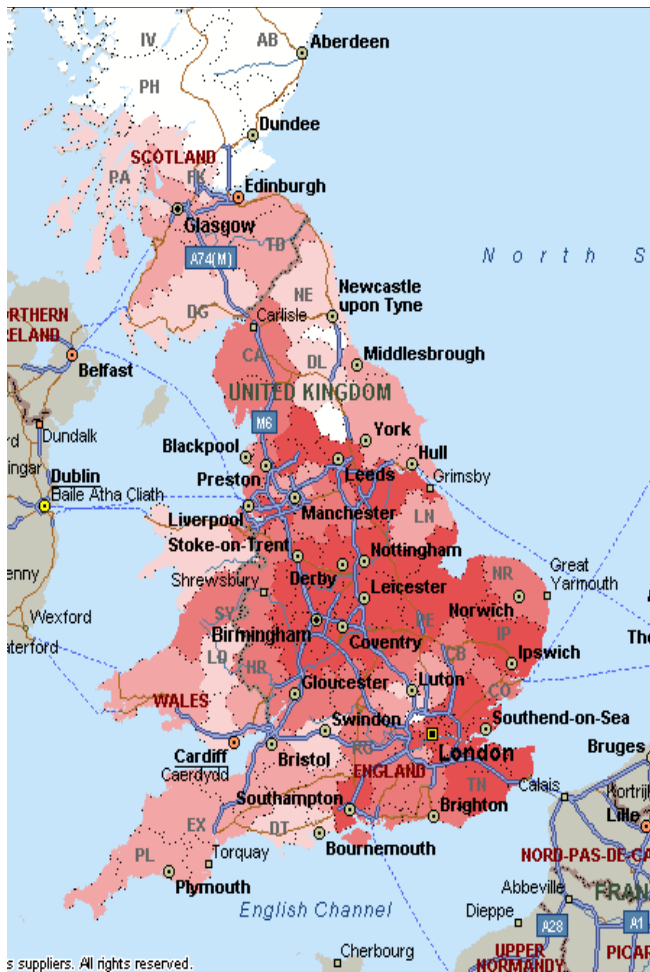 IV
AB
Aberdeen
PH
Dundee
SCOTLAND
PA
FK
Edinburgh
Glasgow
TD
A74(M)
North S
NE
Newcastle
upon Tyne
DG
Carlisle
ORTHERN
RELAND
CA
DL
Middlesbrough
Belfast
UNITED KINGDOM
M6
Dundalk
York
Blackpool
Hull
Preston
Leeds
Grimsby
Dublin
Baile Atha Cliath
Manchester
LN
Liverpool
Stoke-on-Trent
Nottingham
Great
Yarmouth
Derby
NR
Shrewsbury
Leicester
Norwich
SY
PE
Birmingham
IP
Wexford
Coventry
CB
LD
HR
Ipswich
Gloucester
Luton
CO
WALES
Swindon
Southend-on-Sea
Cardiff
Caerdydd
Bristol
RG
London
Bruges
ENGLAND
TN
Calais
Southampton
Brighton
Lille
EX
DT
Bournemouth
NORD-PAS-DE-CA
PL
Torquay
Plymouth
Abbeville
FRAN
English Channel
Dieppe
A28
A1
Cherbourg
UPPER
NORMANDY
PICAR
s suppliers. All rights reserved.